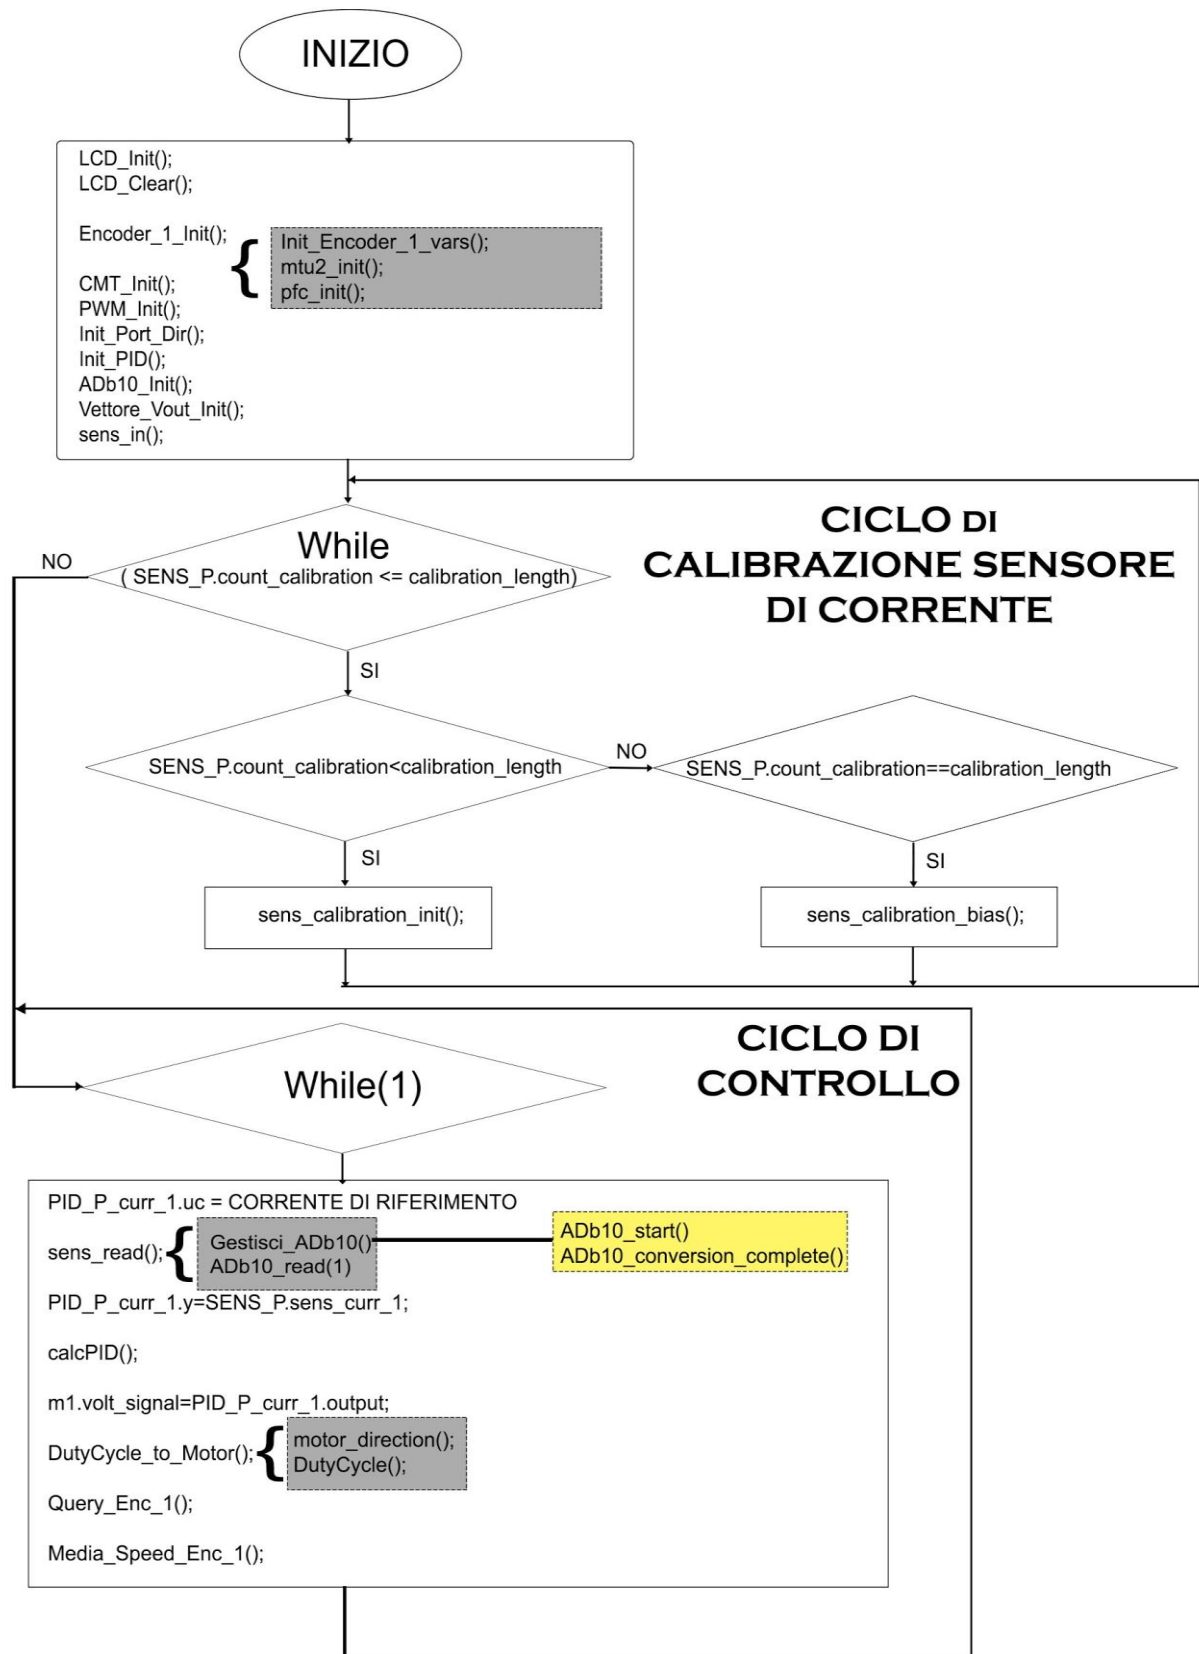 INIZIO
LCD_Init();
LCD_Clear();
Encoder_1_Init();
{
Init_Encoder_1_vars();
mtu2_init();
pfc_init();
CMT_Init();
PWM_Init();
Init_Port_Dir();
Init_PID();
ADb10_Init();
Vettore_Vout_Init();
sens_in();
CICLO DI
CALIBRAZIONE SENSORE
DI CORRENTE
While
( SENS_P.count_calibration <= calibration_length)
NO
SI
SENS_P.count_calibration<calibration_length
NO
SENS_P.count_calibration==calibration_length
SI
SI
sens_calibration_init();
sens_calibration_bias();
CICLO DI
CONTROLLO
While(1)
PID_P_curr_1.uc = CORRENTE DI RIFERIMENTO
sens_read(); {
Gestisci_ADb10()
ADb10_read(1)
ADb10_start()
ADb10_conversion_complete()
PID_P_curr_1.y=SENS_P.sens_curr_1;
calcPID();
m1.volt_signal=PID_P_curr_1.output;
DutyCycle_to_Motor(); {
motor_direction();
DutyCycle();
Query_Enc_1();
Media_Speed_Enc_1();